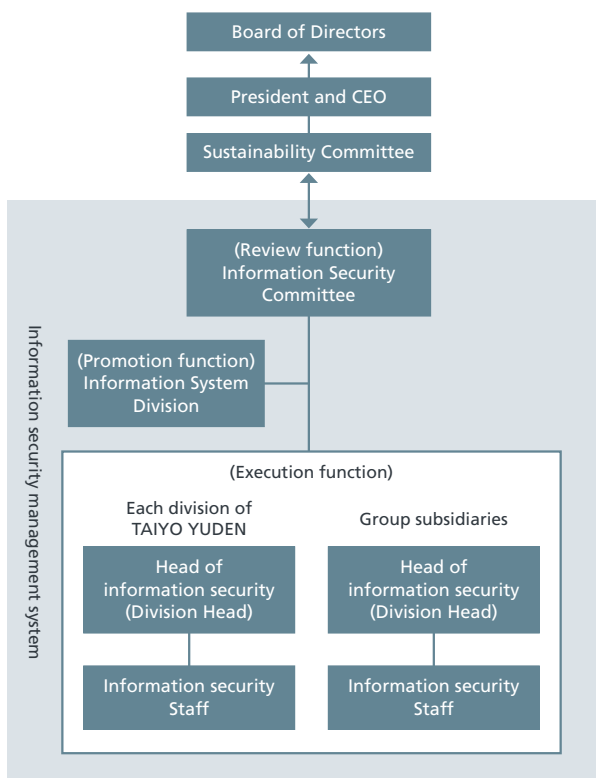 Board of Directors
President and CEO
Sustainability Committee
(Review function)
Information Security
Committee
Information security management system
(Promotion function)
Information System
Division
(Execution function)
Each division of
TAIYO YUDEN
Head of
information security
(Division Head)
Information security
Staff
Group subsidiaries
Head of
information security
(Division Head)
Information security
Staff